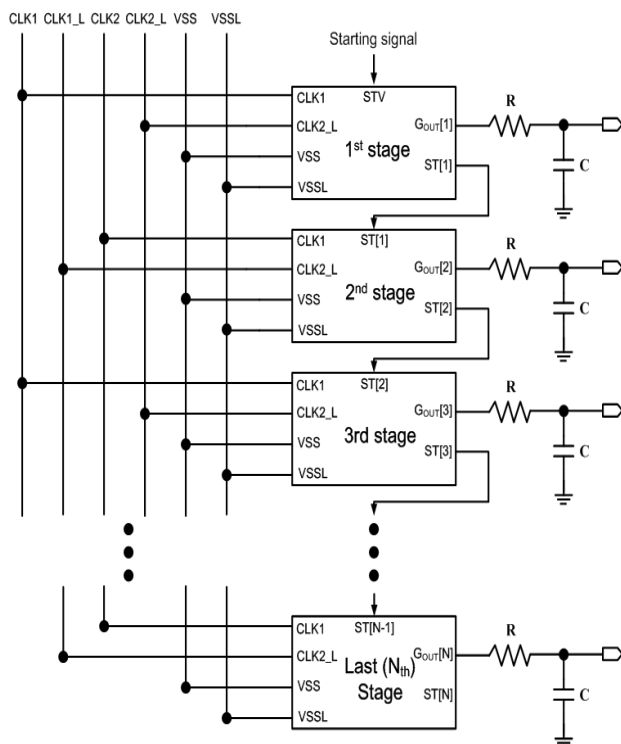 CLK1 CLK1_L CLK2 CLK2_L VSS VSSL
Starting signal
STV
CLK1
CLK2_L
VSS
VSSL
1st stage
GOUT[1]
ST[1]
R
C
ST[1]
CLK1
CLK2_L
VSS
VSSL
2nd stage
GOUT[2]
ST[2]
R
C
ST[2]
CLK1
CLK2_L
VSS
VSSL
3rd stage
GOUT[3]
ST[3]
R
C
ST[N-1]
CLK1
CLK2_L
VSS
VSSL
Last (Nth)
Stage
GOUT[N]
ST[N]
R
C